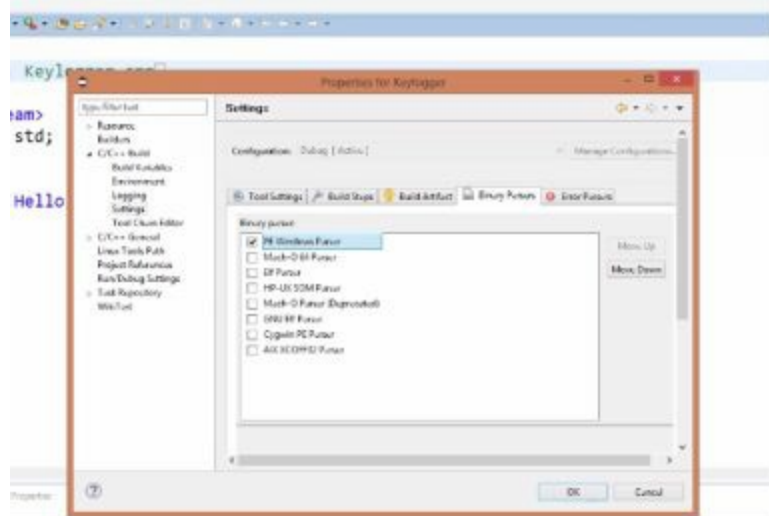 Properties for Keylogger
am>
std;
Hello
type filter text
Resource
Builders
C/C++ Build
Build Variables
Environment
Logging
Settings
Tool Chain Editor
C/C++ General
Linux Tools Path
Project References
Run/Debug Settings
Task Repository
WikiText
Settings
Configuration: Debug [ Active ]
Manage Configurations...
Tool Settings
Build Steps
Build Artifact
Binary Parsers
Error Parsers
Binary parser:
PE Windows Parser
Mach-O 64 Parser
Elf Parser
HP-UX SOM Parser
Mach-O Parser (Deprecated)
GNU Elf Parser
Cygwin PE Parser
AIX XCOFF32 Parser
Move Up
Move Down
OK
Cancel
Properties